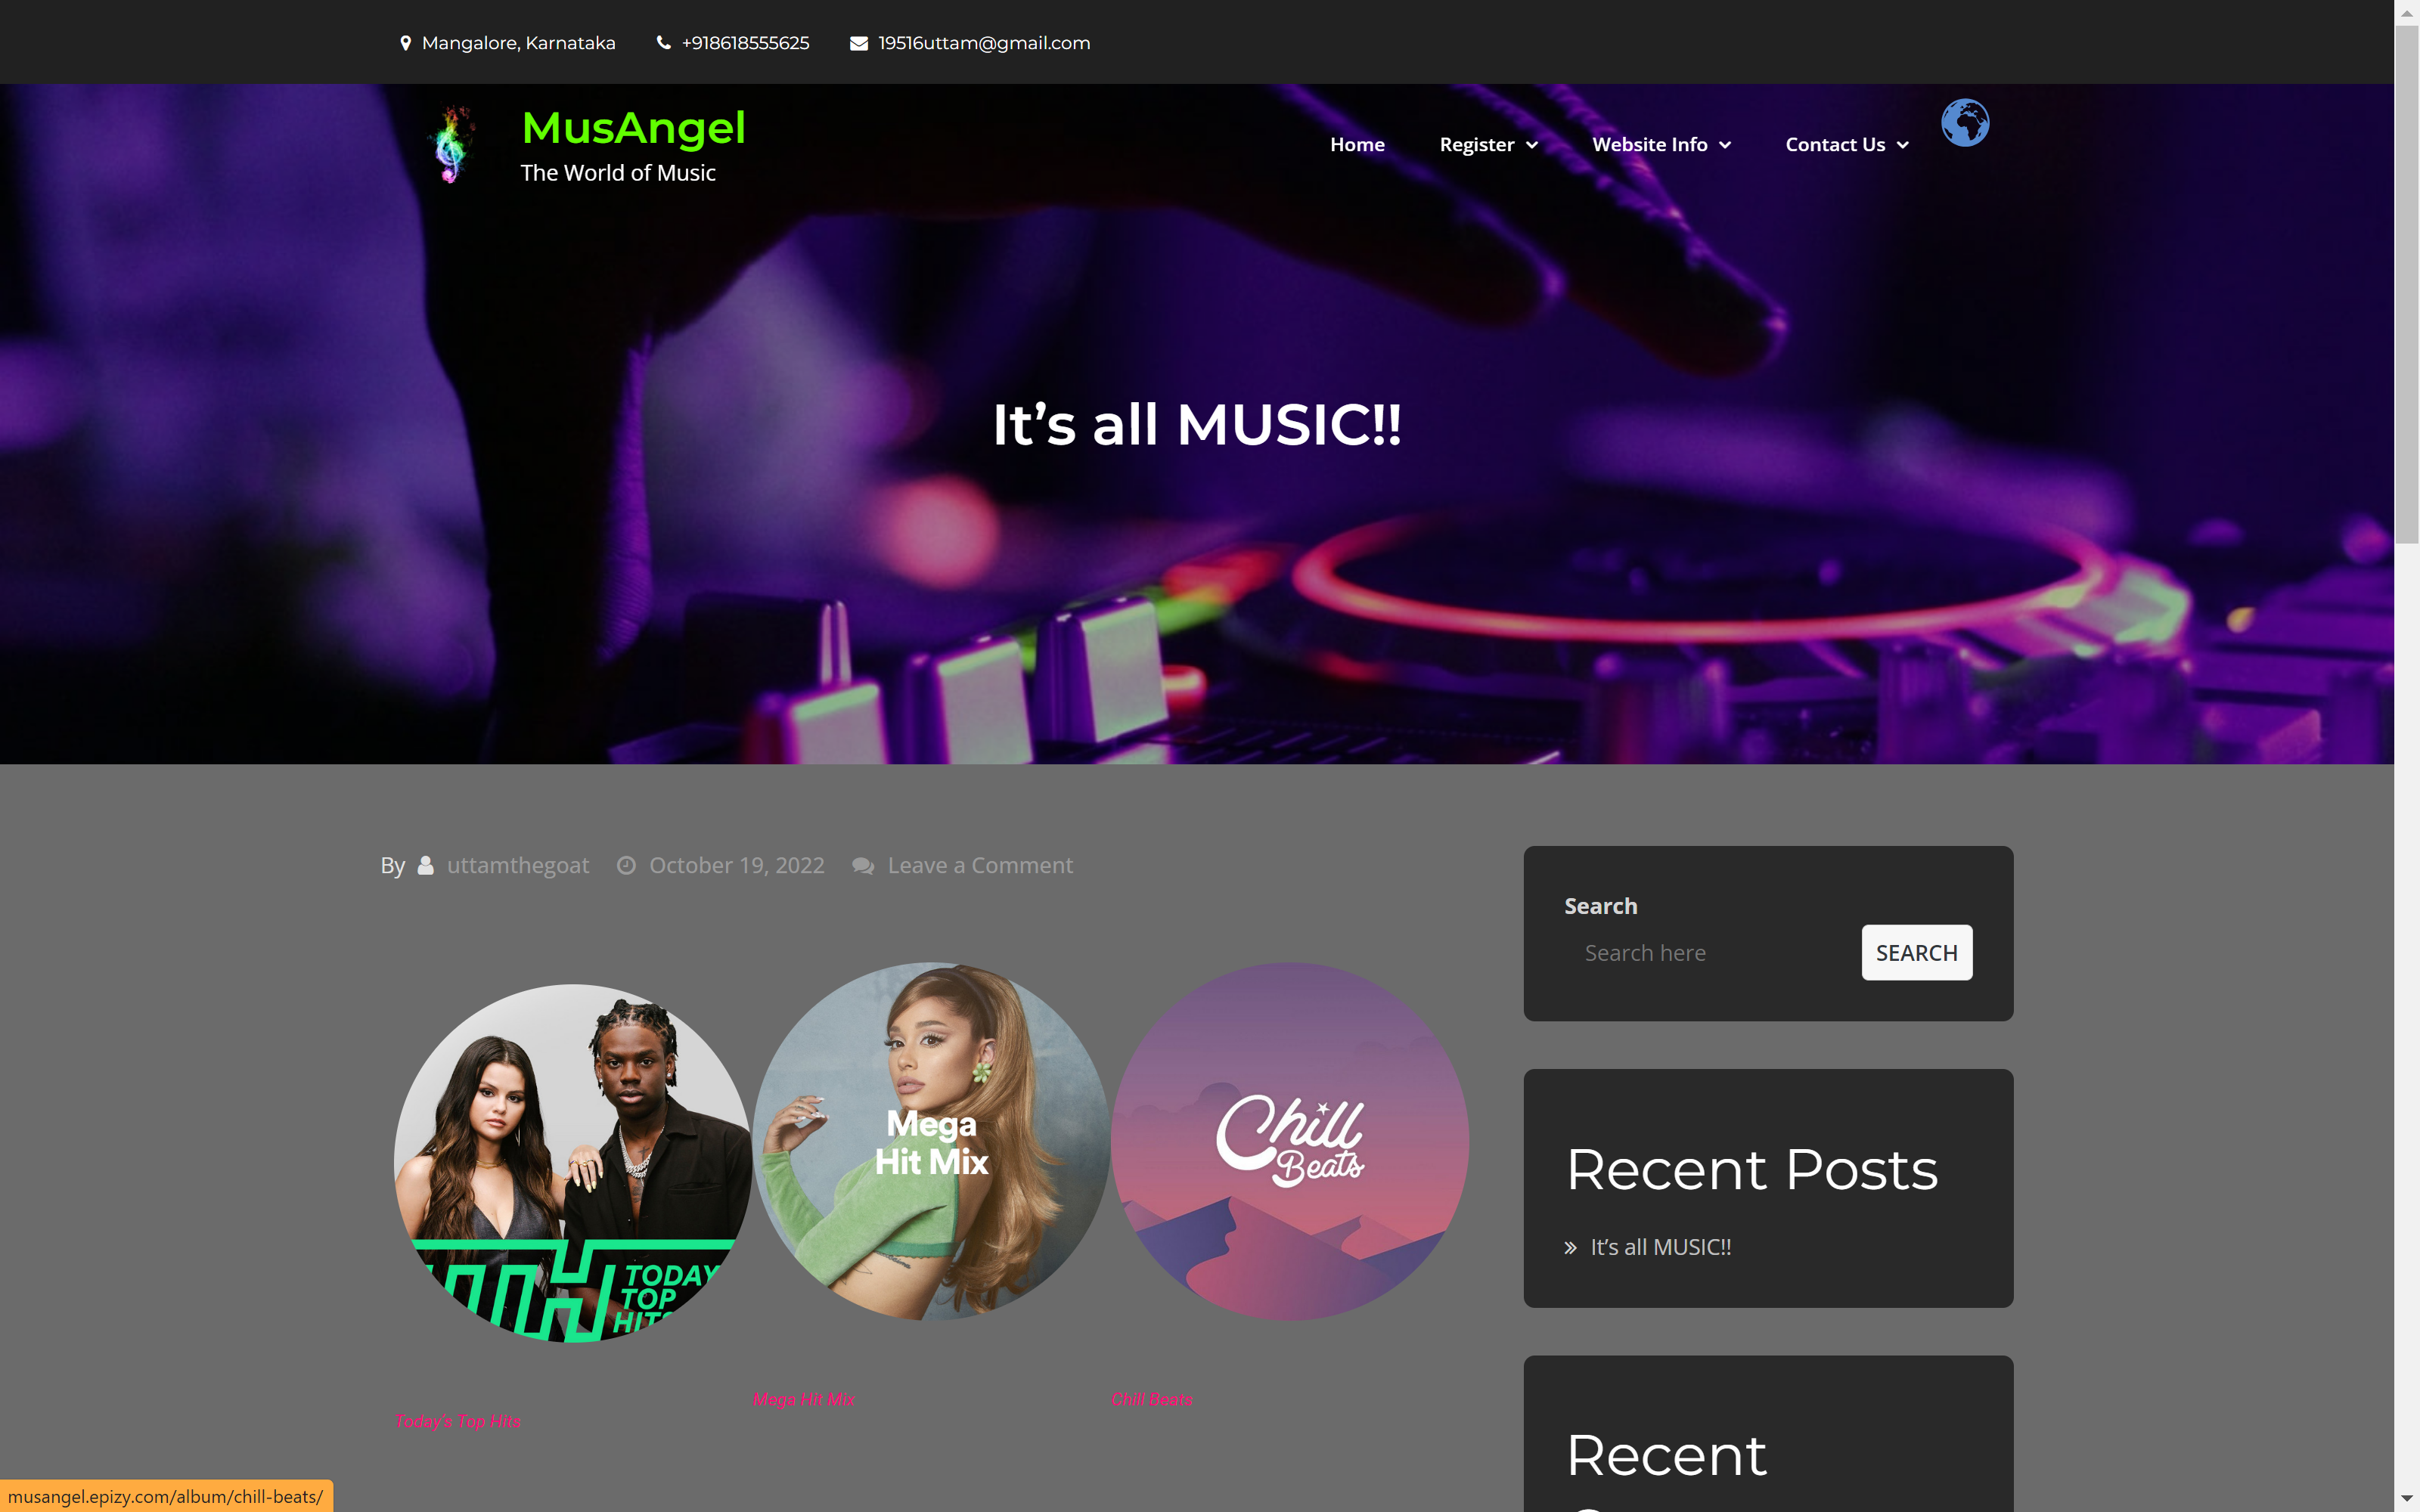 Mangalore, Karnataka +918618555625 19516uttam@gmail.com
MusAngel
The World of Music
Home Register Website Info Contact Us
It's all MUSIC!!
By uttamthegoat October 19, 2022 Leave a Comment
Search
Search here SEARCH
Mega
Hit Mix
Chill
Beats
TODAY
TOP
HITS
Today's Top Hits
Mega Hit Mix
Chill Beats
Recent Posts
It's all MUSIC!!
Recent
musangel.epizy.com/album/chill-beats/